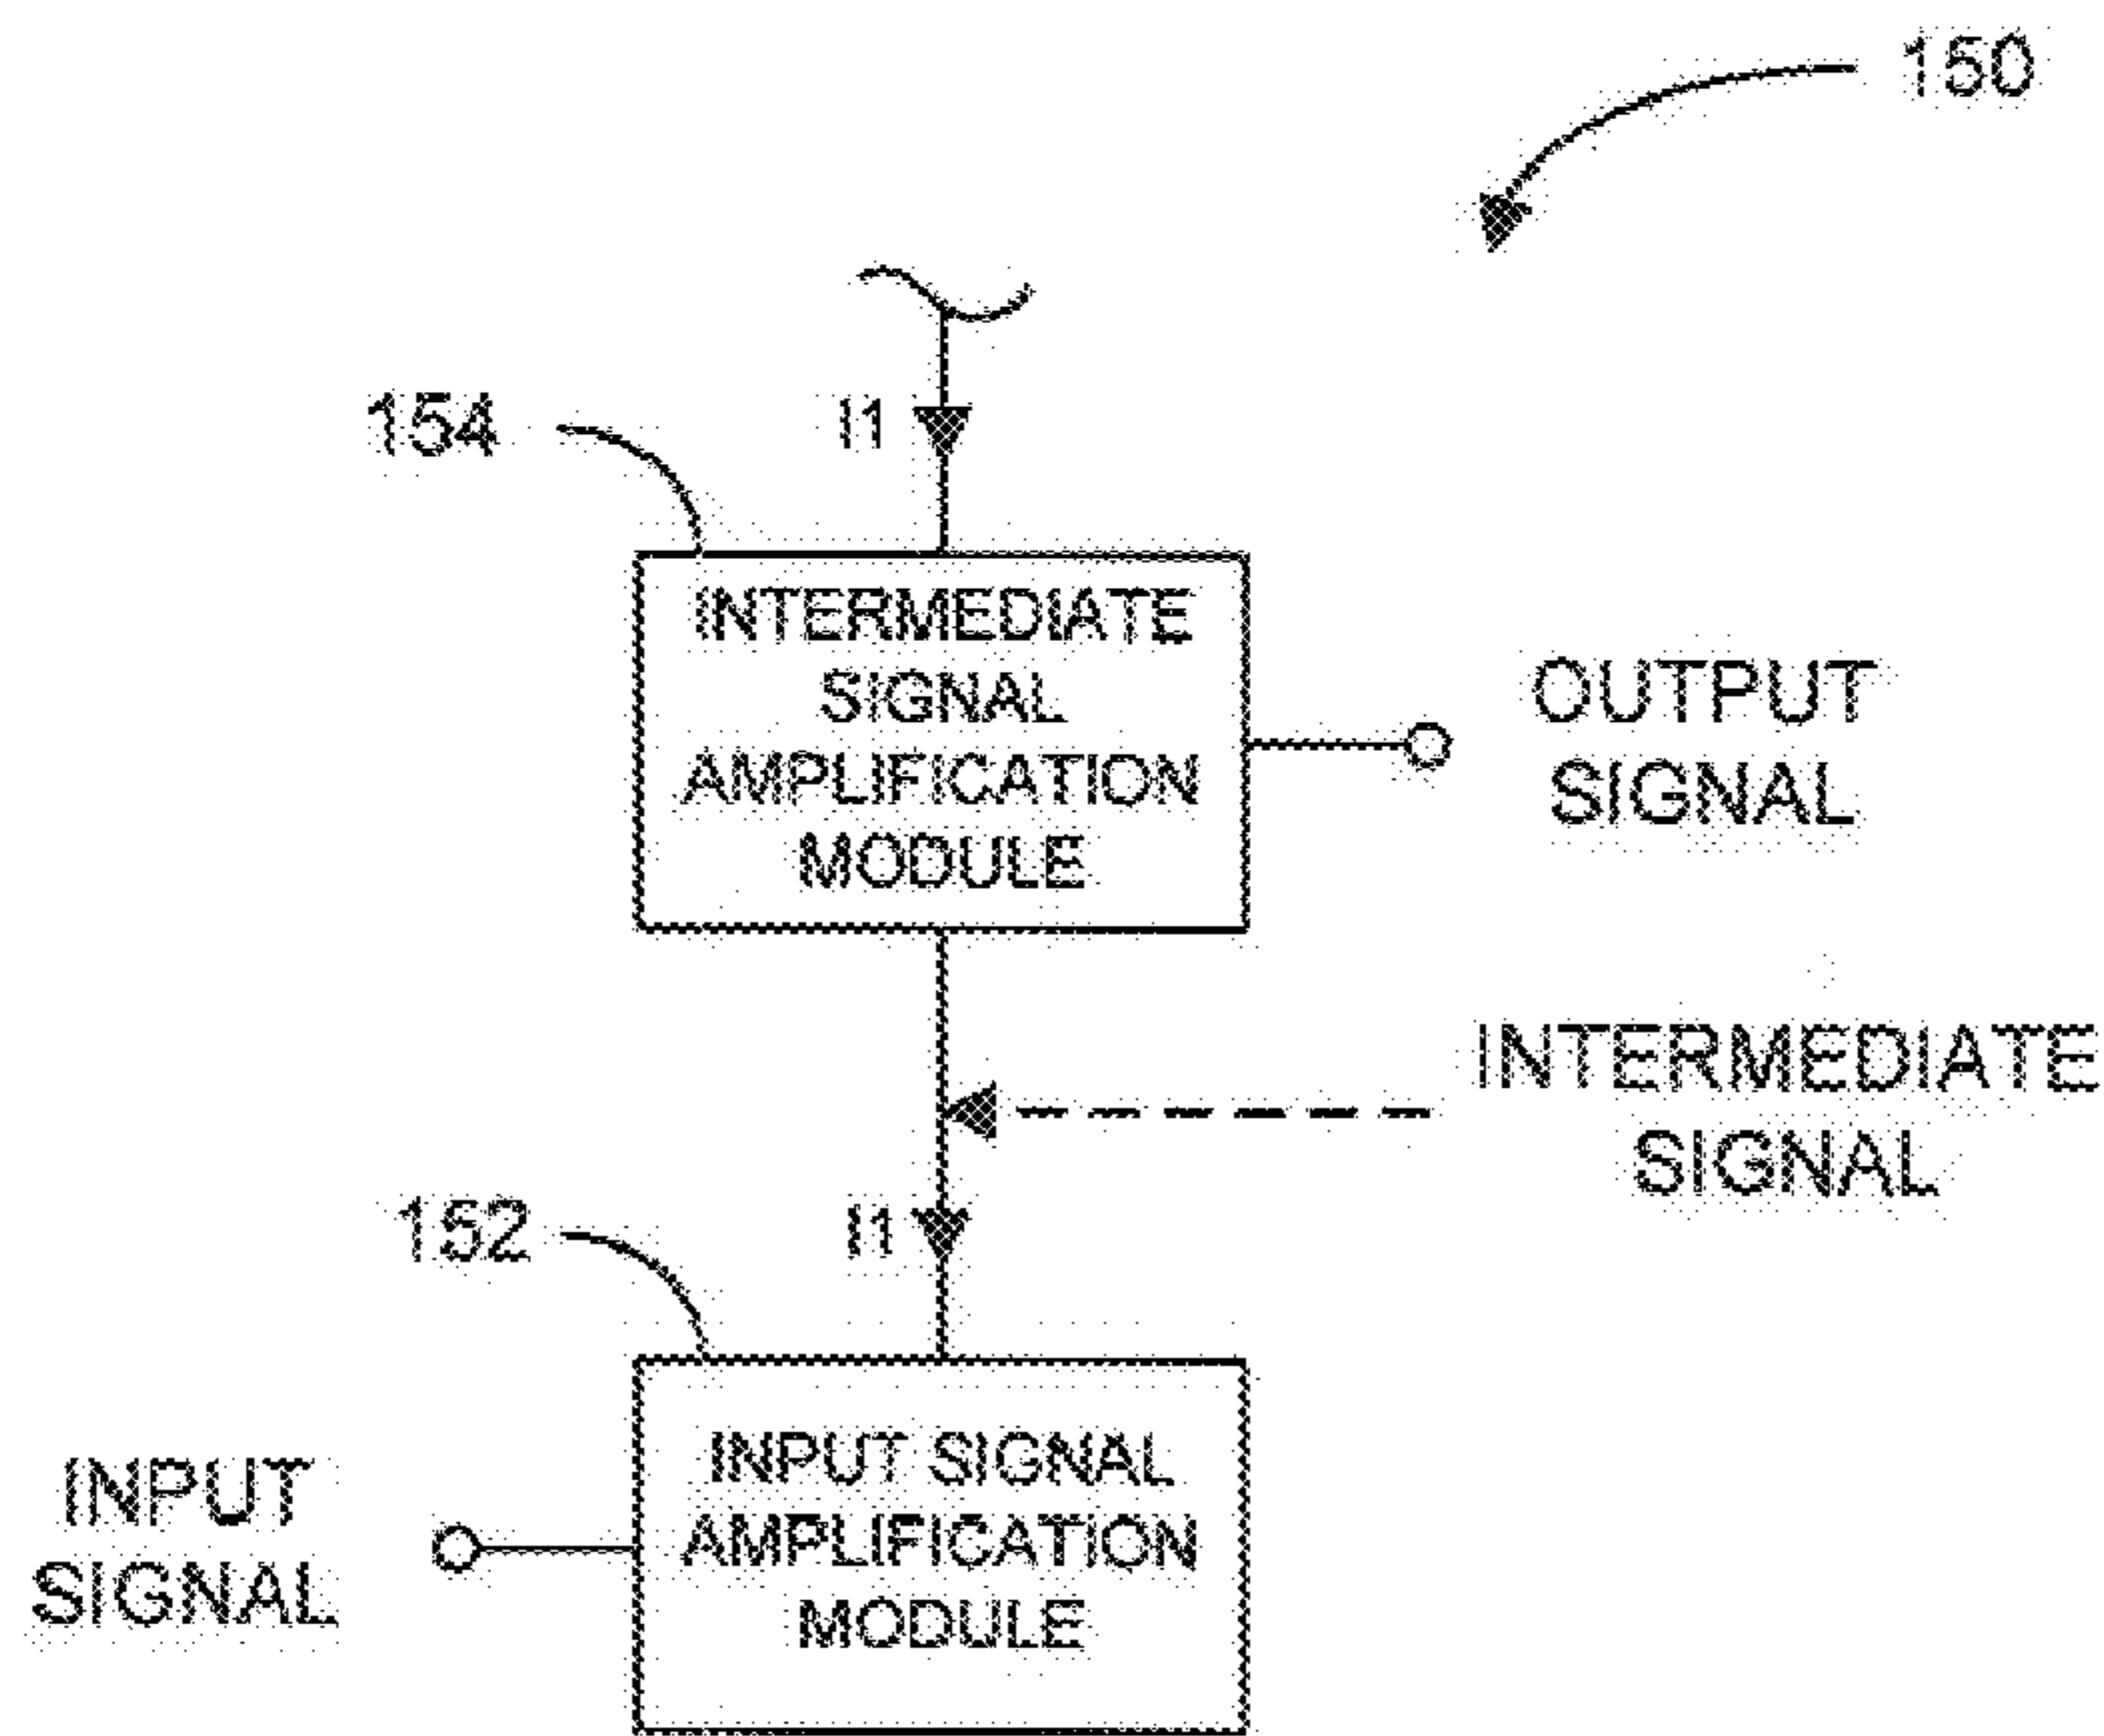 150
154
I1
INTERMEDIATE
SIGNAL
AMPLIFICATION
MODULE
OUTPUT
SIGNAL
INTERMEDIATE
SIGNAL
152
I1
INPUT SIGNAL
AMPLIFICATION
MODULE
INPUT
SIGNAL